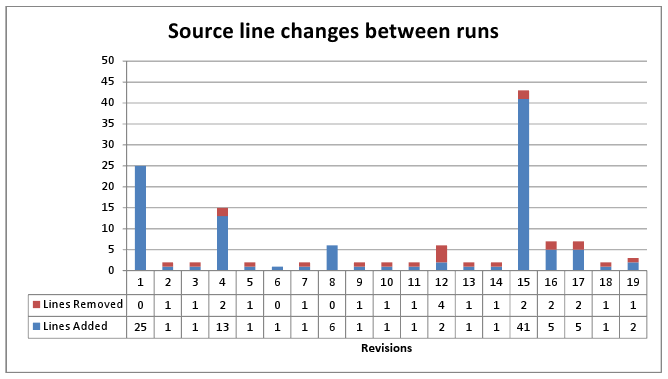 Source line changes between runs
50
45
40
35
30
25
20
15
10
5
0
1 2 3 4 5 6 7 8 9 10 11 12 13 14 15 16 17 18 19
Lines Removed 0 1 1 2 1 0 1 0 1 1 1 4 1 1 2 2 2 1 1
Lines Added 25 1 1 13 1 1 1 6 1 1 1 2 1 1 41 5 5 1 2
Revisions